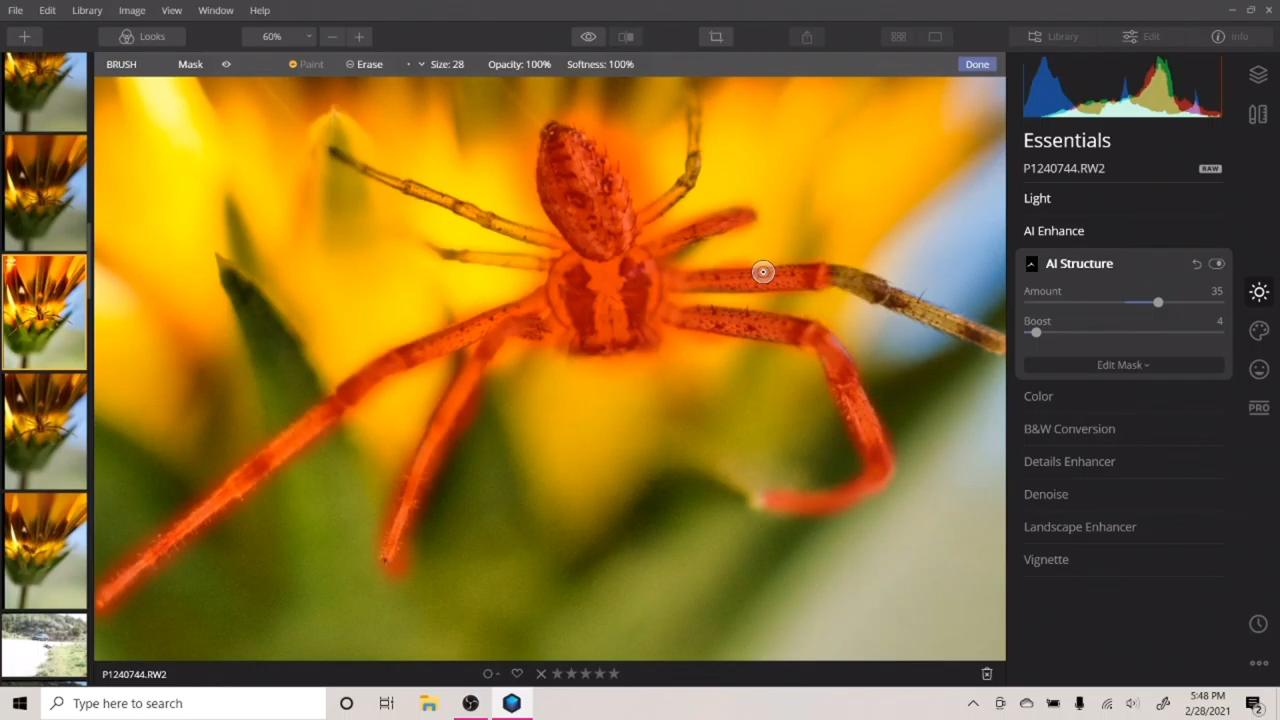 File Edit Library Image View Window Help
Looks 60% Library Edit Info
BRUSH Mask Paint Erase Size: 28 Opacity: 100% Softness: 100% Done
Essentials
P1240744.RW2 RAW
Light
AI Enhance
AI Structure
Amount 35
Boost 4
Edit Mask
Color
B&W Conversion
Details Enhancer
Denoise
Landscape Enhancer
Vignette
PRO
P1240744.RW2
Type here to search
5:48 PM
2/28/2021
2